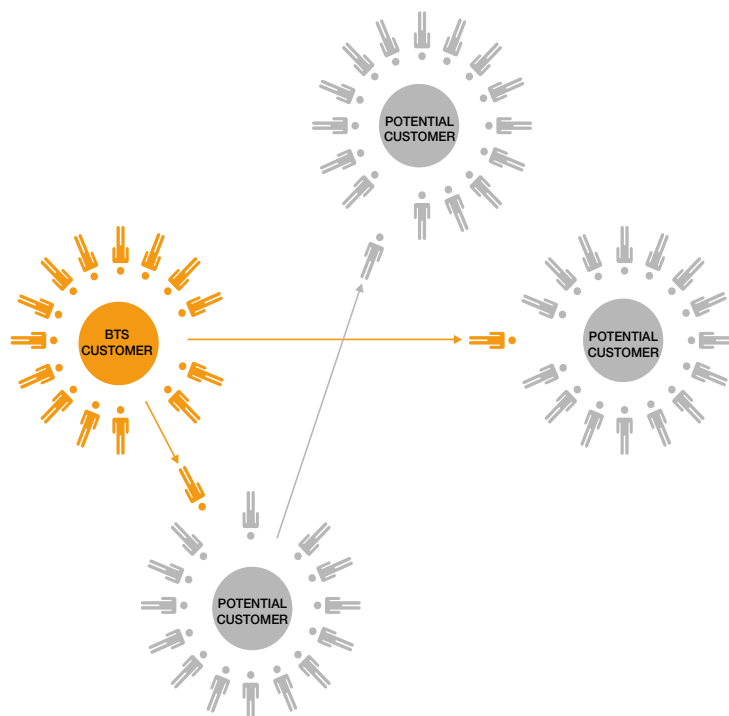 POTENTIAL
CUSTOMER
BTS
CUSTOMER
POTENTIAL
CUSTOMER
POTENTIAL
CUSTOMER